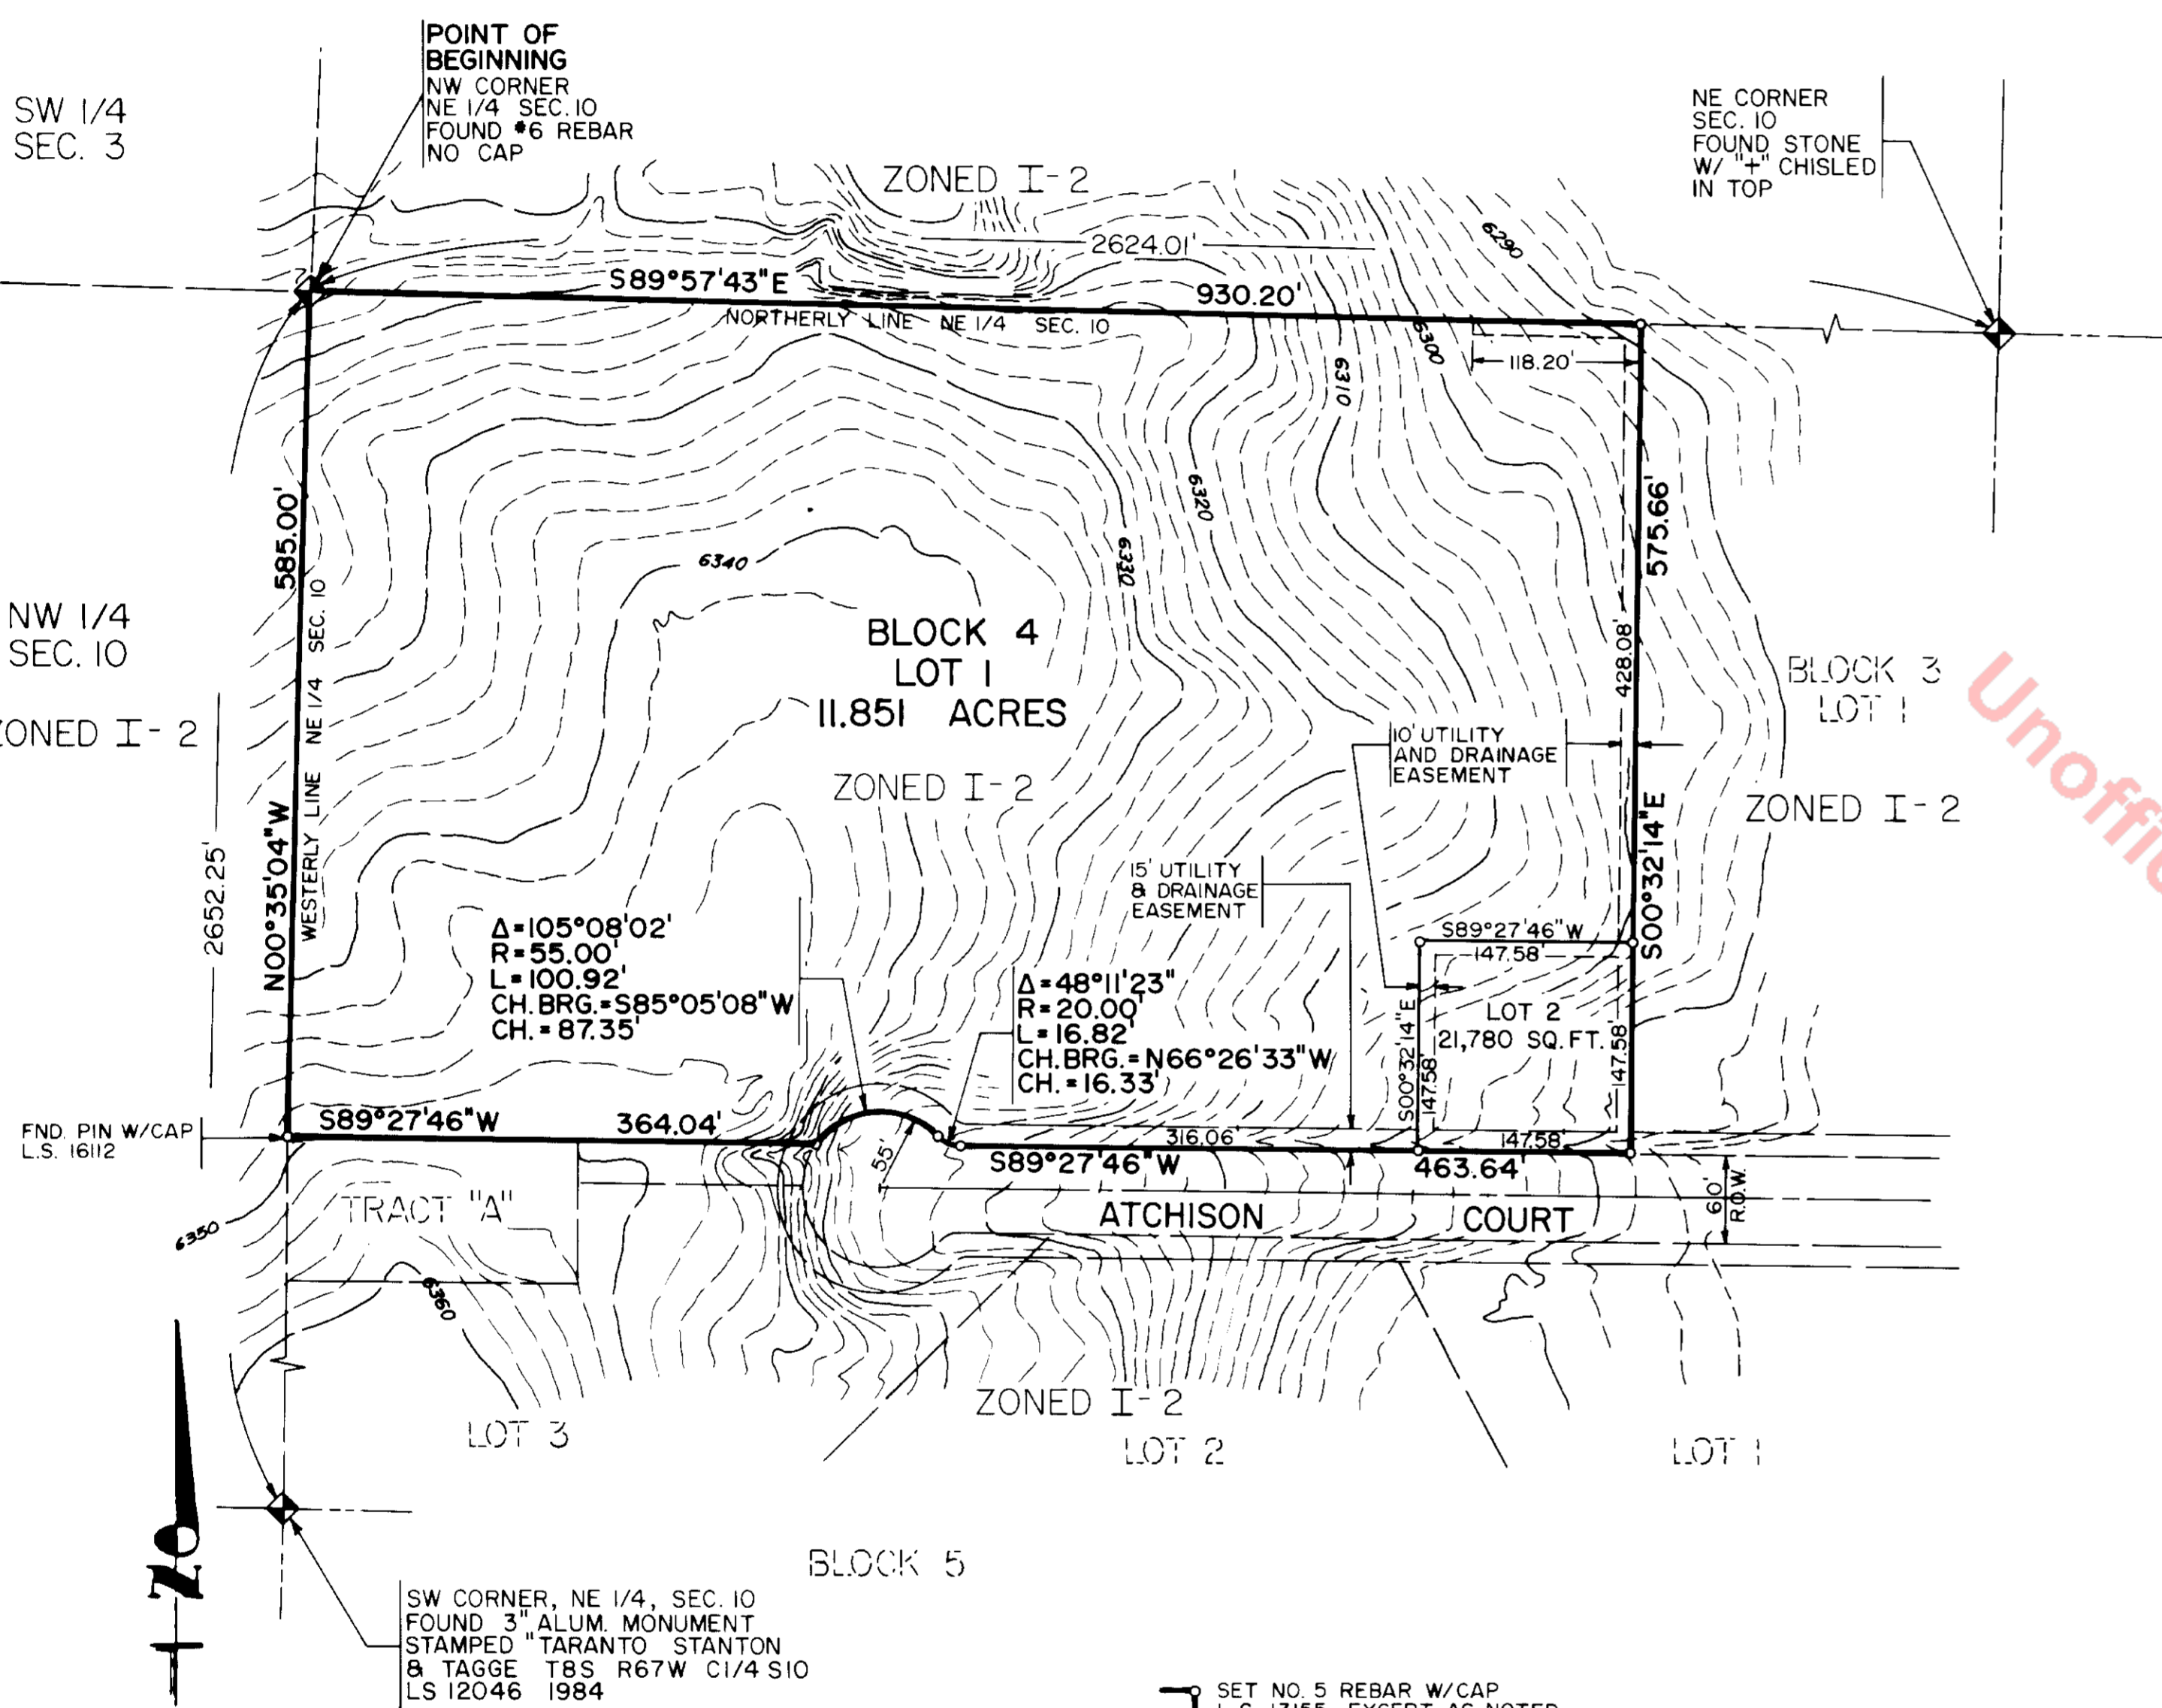 POINT OF
BEGINNING
NW CORNER
NE 1/4 SEC. 10
FOUND #6 REBAR
NO CAP
SW 1/4
SEC. 3
NE CORNER
SEC. 10
FOUND STONE
W/ "+" CHISLED
IN TOP
ZONED I-2
6290
2624.01'
S89°57'43"E
930.20'
NORTHERLY LINE NE 1/4 SEC. 10
6300
118.20'
6310
6320
6330
6340
585.00'
575.66'
WESTERLY LINE NE 1/4 SEC. 10
N00°35'04"W
2652.25'
NW 1/4
SEC. 10
ZONED I-2
BLOCK 4
LOT 1
11.851 ACRES
ZONED I-2
428.08'
BLOCK 3
LOT 1
ZONED I-2
10' UTILITY
AND DRAINAGE
EASEMENT
S00°32'14"E
15' UTILITY
& DRAINAGE
EASEMENT
S89°27'46"W
147.58'
LOT 2
21,780 SQ. FT.
S00°32'14"E
147.58'
147.58'
147.58'
Δ=105°08'02'
R=55.00'
L=100.92'
CH. BRG.=S85°05'08"W
CH.=87.35'
Δ=48°11'23"
R=20.00'
L=16.82'
CH. BRG.=N66°26'33"W
CH.=16.33'
FND. PIN W/CAP
L.S. 16112
S89°27'46"W
364.04'
55'
316.06'
S89°27'46"W
463.64'
ATCHISON COURT
60'
R.O.W.
TRACT "A"
6350
6360
ZONED I-2
LOT 3
LOT 2
LOT 1
BLOCK 5
N
SW CORNER, NE 1/4, SEC. 10
FOUND 3" ALUM. MONUMENT
STAMPED "TARANTO STANTON
& TAGGE T8S R67W C1/4 S10
LS 12046 1984
SET NO. 5 REBAR W/CAP